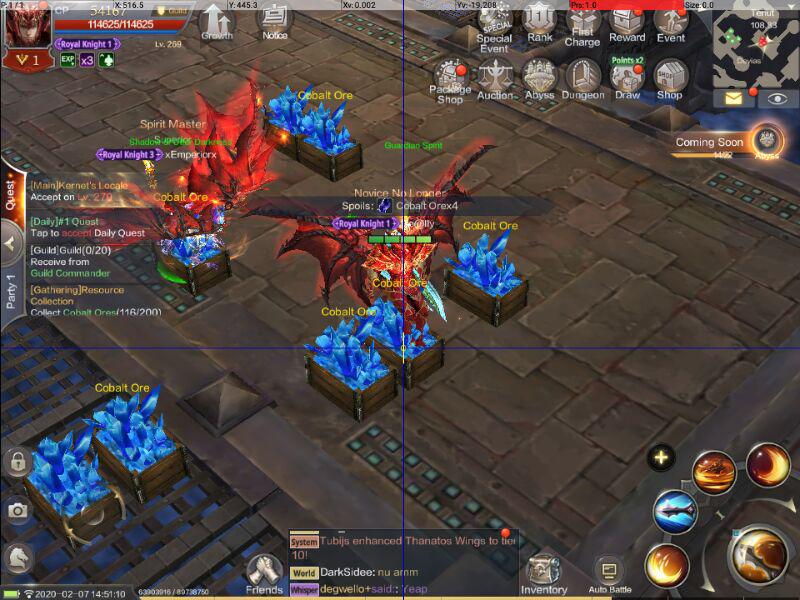 P:1 / 1
X:516.5
Y:445.3
Xv:0.002
Yv:-19.208
Prs:1.0
Size:0.0
CP
Guild
114625/114625
Royal Knight 1
Lv. 259
V 1
EXP x3
Growth
Notice
Special Event
Rank
First Charge
Reward
Event
Package Shop
Auction
Abyss
Dungeon
Points x2
Draw
Shop
108,93
Davias
Coming Soon
Abyss
Cobalt Ore
Spirit Master
Guardian Spirit
Royal Knight 3 xEmperiorx
Cobalt Ore
Novice No Longer
Spoils: Cobalt Orex4
Royal Knight 1
Cobalt Ore
Cobalt Ore
Cobalt Ore
Cobalt Ore
Quest
Party 1
[Main]Kernet's Locale
Accept on Lv. 270
[Daily]#1 Quest
Tap to accept Daily Quest
[Guild]Guild(0/20)
Receive from
Guild Commander
[Gathering]Resource
Collection
Collect Cobalt Ores(116/200)
System Tubijs enhanced Thanatos Wings to tier
10!
World DarkSidee: nu arnm
Whisper degwello+said:: Yeap
Friends
Inventory
Auto Battle
2020-02-07 14:51:10
63903916 / 89738750